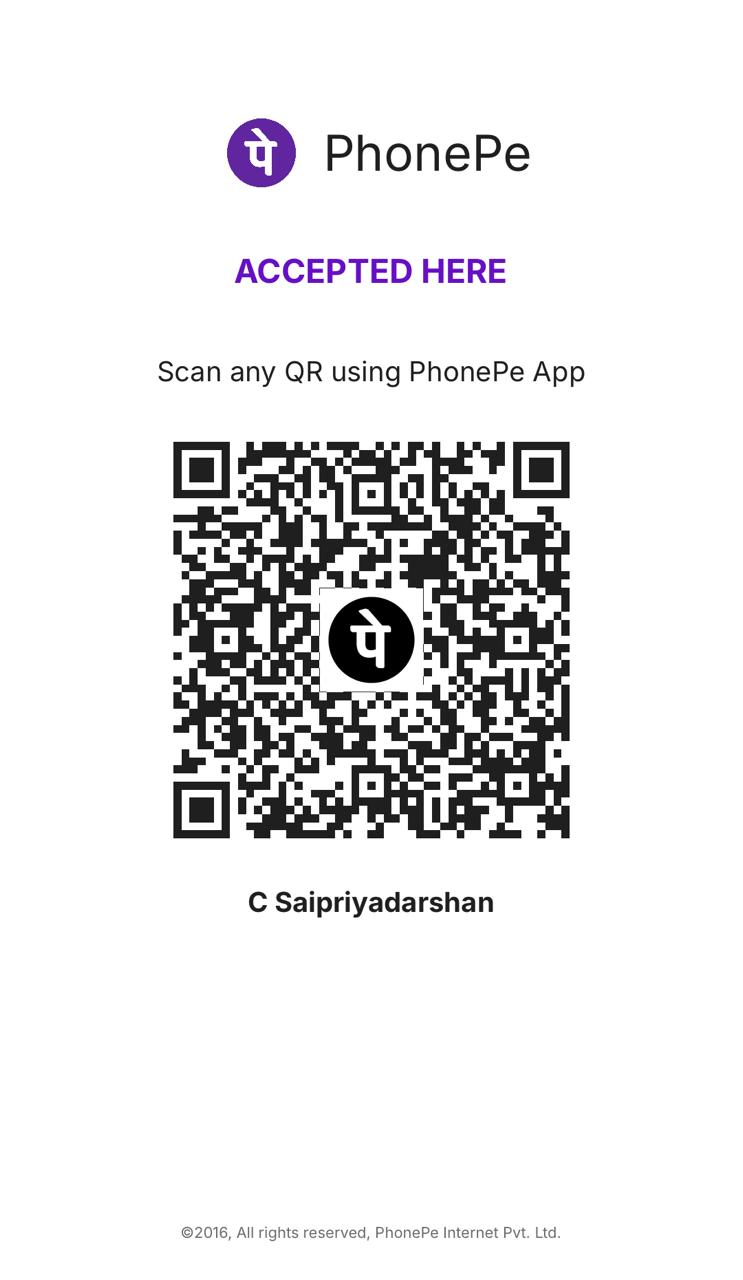 पे PhonePe
ACCEPTED HERE
Scan any QR using PhonePe App
पे
C Saipriyadarshan
©2016, All rights reserved, PhonePe Internet Pvt. Ltd.